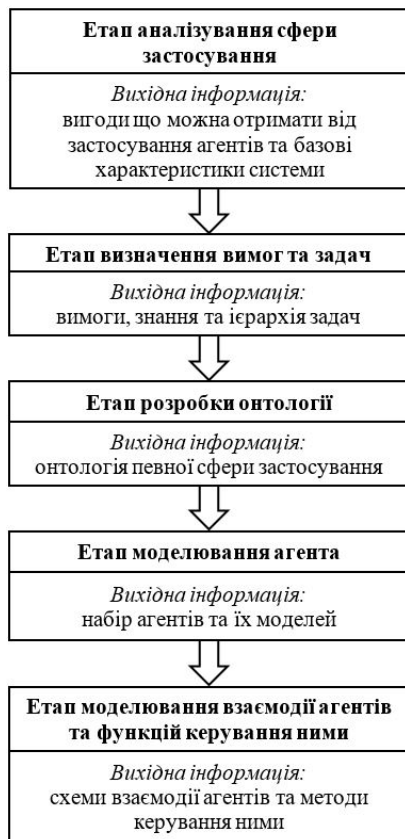 Етап аналізування сфери
застосування
Вихідна інформація:
вигоди що можна отримати від
застосування агентів та базові
характеристики системи
Етап визначення вимог та задач
Вихідна інформація:
вимоги, знання та ієрархія задач
Етап розробки онтології
Вихідна інформація:
онтологія певної сфери застосування
Етап моделювання агента
Вихідна інформація:
набір агентів та їх моделей
Етап моделювання взаємодії агентів
та функцій керування ними
Вихідна інформація:
схеми взаємодії агентів та методи
керування ними